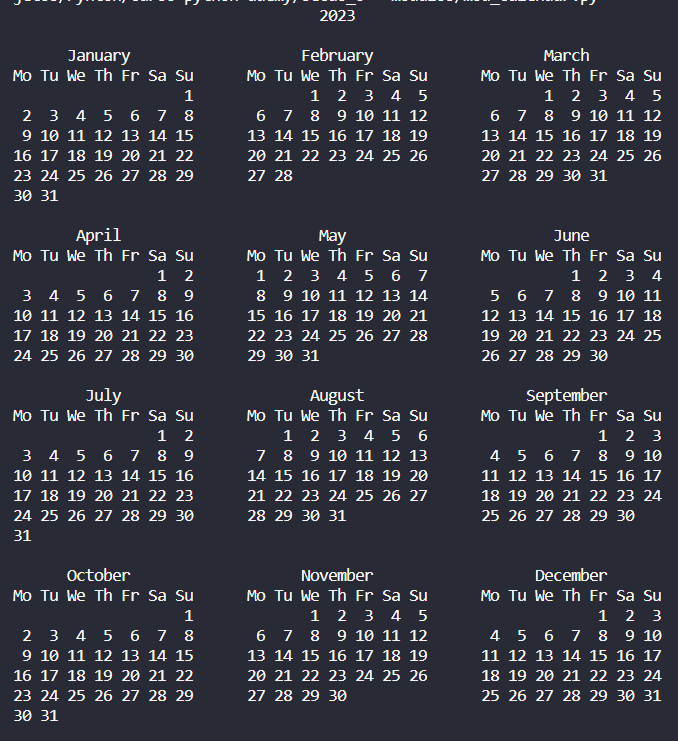 2023
      January                   February                   March
Mo Tu We Th Fr Sa Su      Mo Tu We Th Fr Sa Su      Mo Tu We Th Fr Sa Su
                   1             1  2  3  4  5             1  2  3  4  5
 2  3  4  5  6  7  8       6  7  8  9 10 11 12       6  7  8  9 10 11 12
 9 10 11 12 13 14 15      13 14 15 16 17 18 19      13 14 15 16 17 18 19
16 17 18 19 20 21 22      20 21 22 23 24 25 26      20 21 22 23 24 25 26
23 24 25 26 27 28 29      27 28                     27 28 29 30 31
30 31
       April                      May                       June
Mo Tu We Th Fr Sa Su      Mo Tu We Th Fr Sa Su      Mo Tu We Th Fr Sa Su
                1  2       1  2  3  4  5  6  7                1  2  3  4
 3  4  5  6  7  8  9       8  9 10 11 12 13 14       5  6  7  8  9 10 11
10 11 12 13 14 15 16      15 16 17 18 19 20 21      12 13 14 15 16 17 18
17 18 19 20 21 22 23      22 23 24 25 26 27 28      19 20 21 22 23 24 25
24 25 26 27 28 29 30      29 30 31                  26 27 28 29 30
        July                     August                  September
Mo Tu We Th Fr Sa Su      Mo Tu We Th Fr Sa Su      Mo Tu We Th Fr Sa Su
                1  2          1  2  3  4  5  6                   1  2  3
 3  4  5  6  7  8  9       7  8  9 10 11 12 13       4  5  6  7  8  9 10
10 11 12 13 14 15 16      14 15 16 17 18 19 20      11 12 13 14 15 16 17
17 18 19 20 21 22 23      21 22 23 24 25 26 27      18 19 20 21 22 23 24
24 25 26 27 28 29 30      28 29 30 31               25 26 27 28 29 30
31
      October                   November                  December
Mo Tu We Th Fr Sa Su      Mo Tu We Th Fr Sa Su      Mo Tu We Th Fr Sa Su
                   1             1  2  3  4  5                   1  2  3
 2  3  4  5  6  7  8       6  7  8  9 10 11 12       4  5  6  7  8  9 10
 9 10 11 12 13 14 15      13 14 15 16 17 18 19      11 12 13 14 15 16 17
16 17 18 19 20 21 22      20 21 22 23 24 25 26      18 19 20 21 22 23 24
23 24 25 26 27 28 29      27 28 29 30               25 26 27 28 29 30 31
30 31